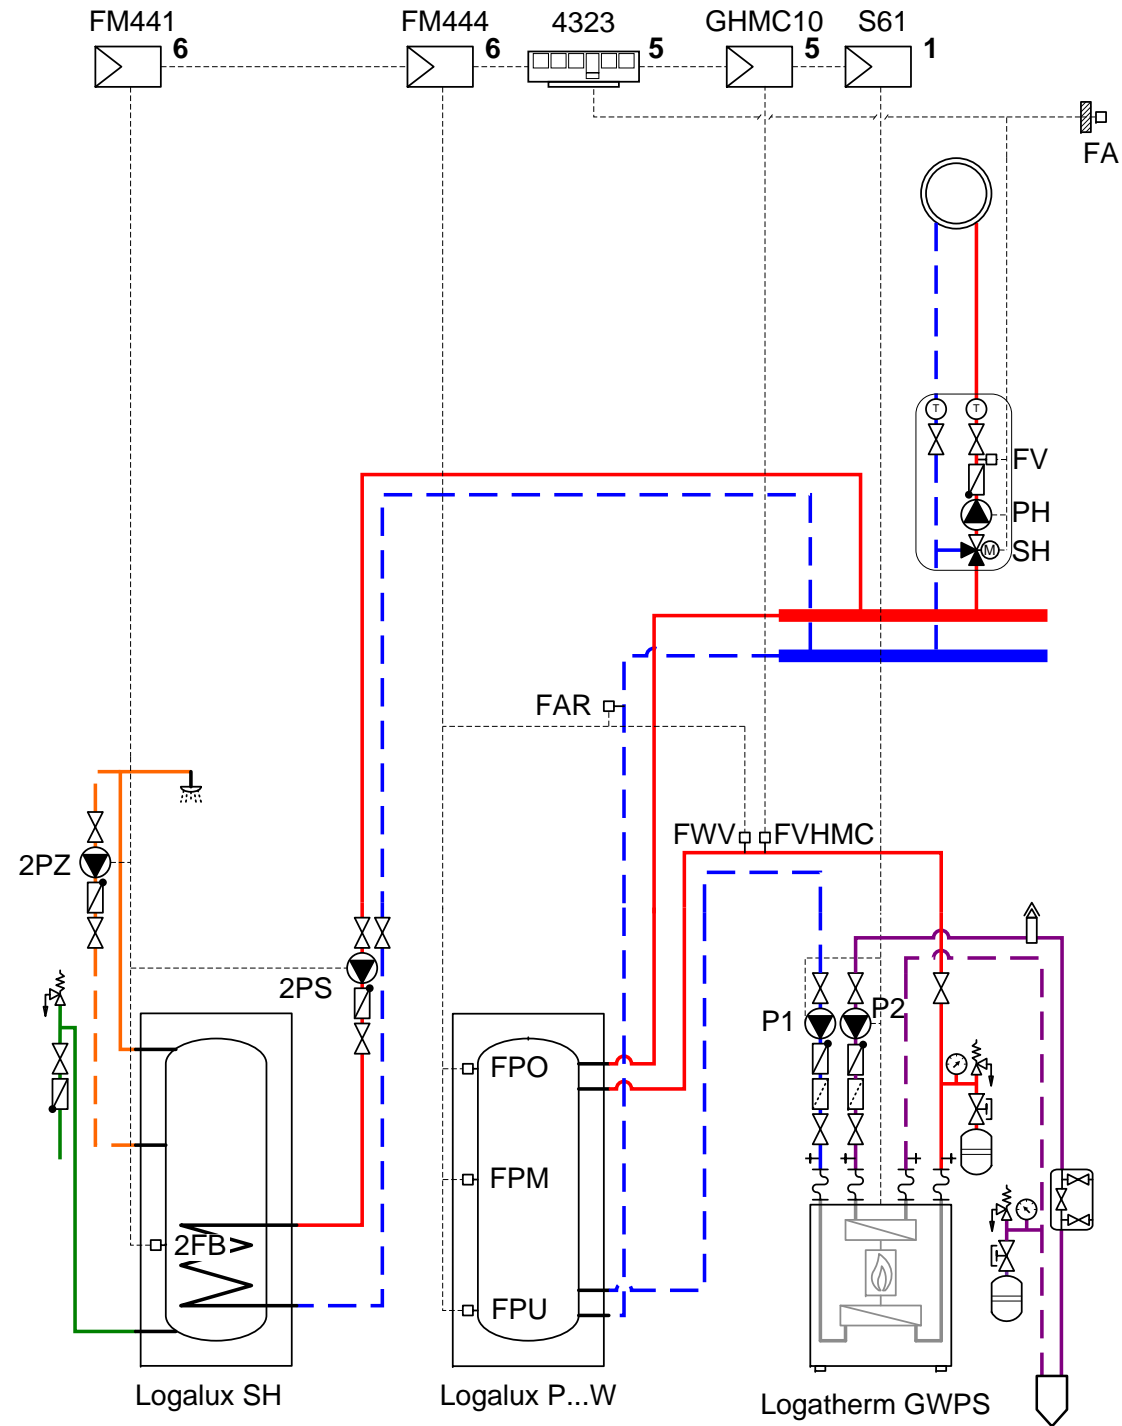 FM441 FM444 4323 GHMC10 S61
6 6 5 5 1
FA
T T
FV
PH
M SH
FAR
FWV FVHMC
2PZ
2PS
P1 P2
FPO
FPM
2FB
FPU
Logalux SH Logalux P...W Logatherm GWPS